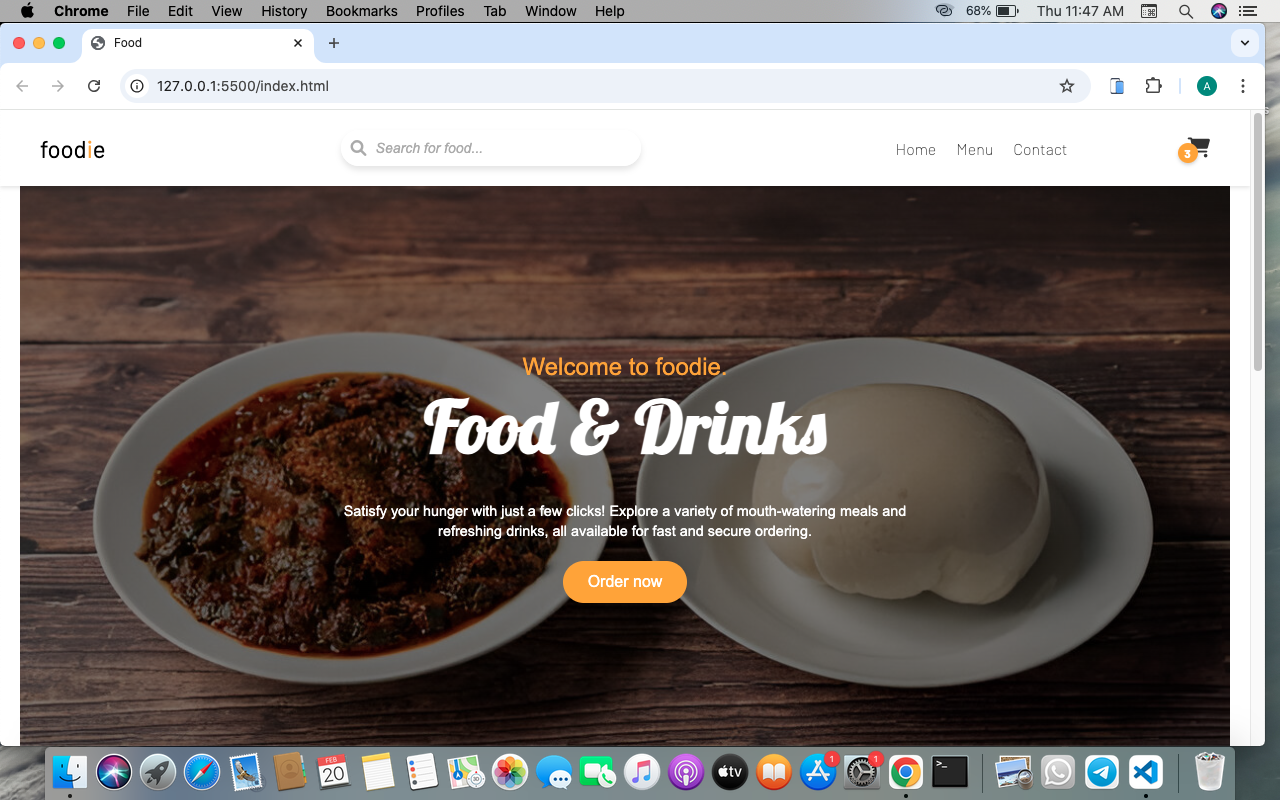 Chrome File Edit View History Bookmarks Profiles Tab Window Help 68% Thu 11:47 AM
Food
127.0.0.1:5500/index.html
A
foodie
Search for food...
Home Menu Contact
3
Welcome to foodie.
Food & Drinks
Satisfy your hunger with just a few clicks! Explore a variety of mouth-watering meals and
refreshing drinks, all available for fast and secure ordering.
Order now
FEB
20
tv
1
1
>_